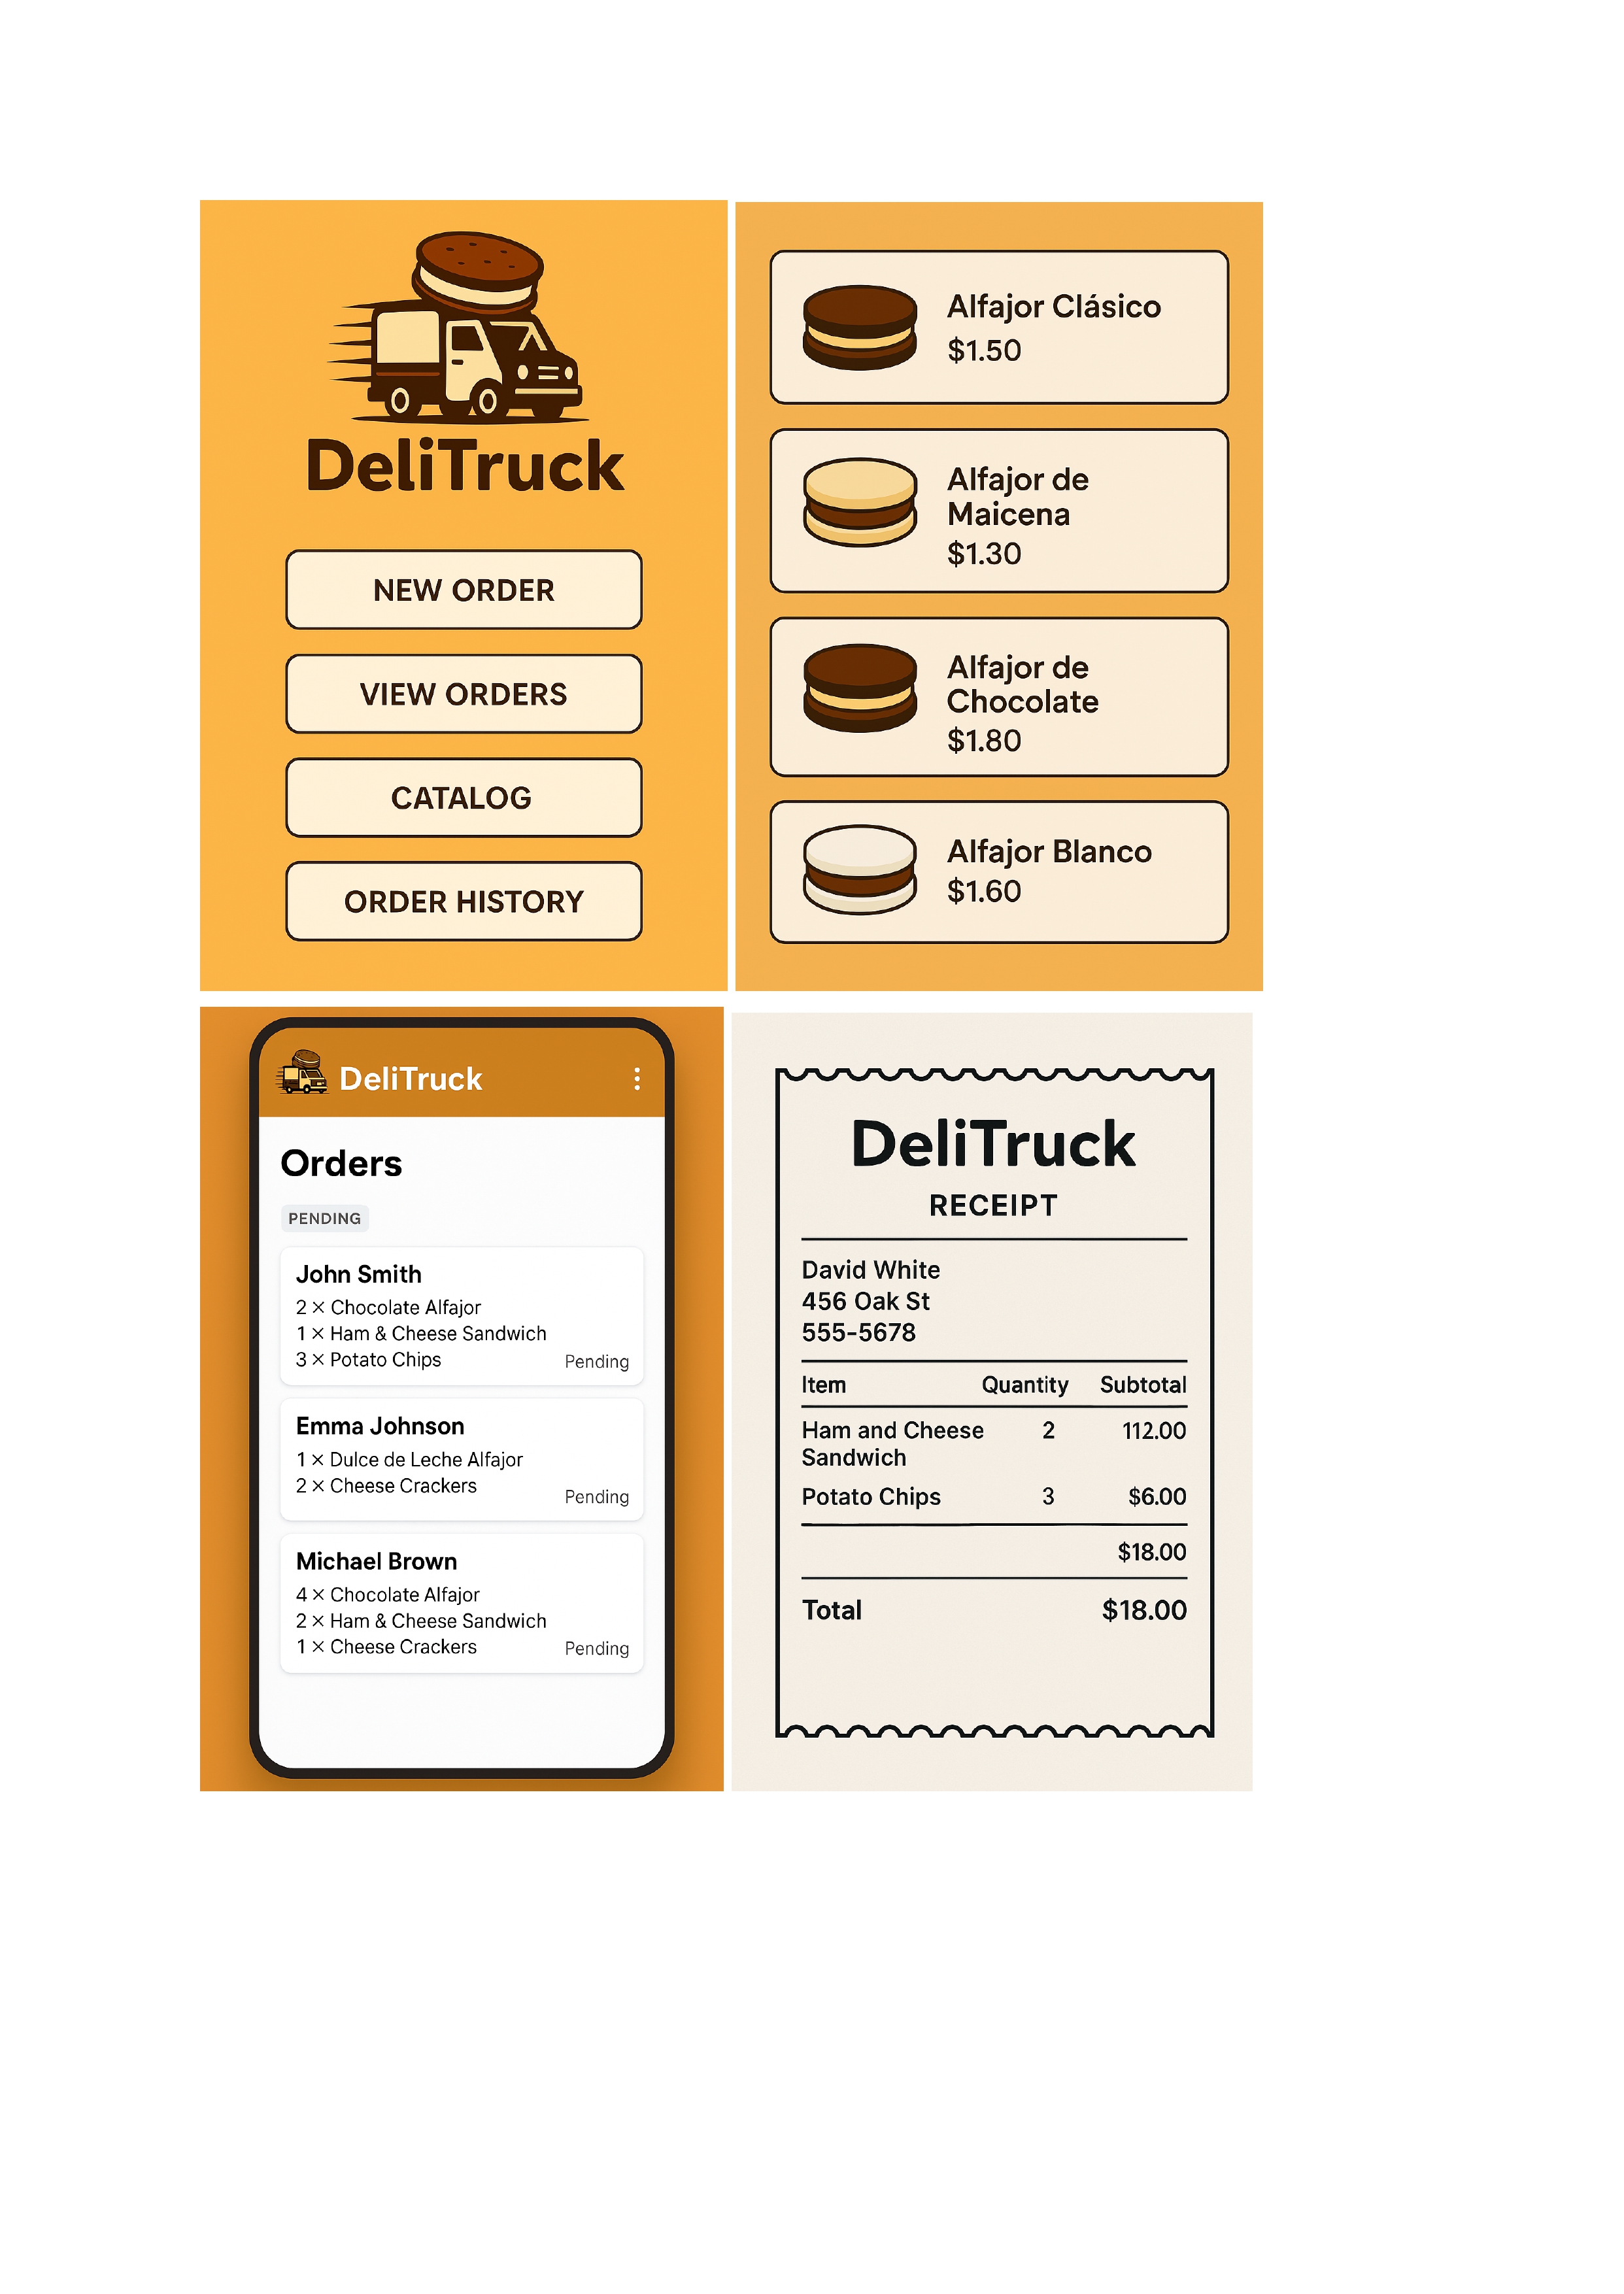 DeliTruck
NEW ORDER
VIEW ORDERS
CATALOG
ORDER HISTORY
Alfajor Clásico
$1.50
Alfajor de
Maicena
$1.30
Alfajor de
Chocolate
$1.80
Alfajor Blanco
$1.60
DeliTruck
Orders
PENDING
John Smith
2 × Chocolate Alfajor
1 × Ham & Cheese Sandwich
3 × Potato Chips Pending
Emma Johnson
1 × Dulce de Leche Alfajor
2 × Cheese Crackers
Pending
Michael Brown
4 × Chocolate Alfajor
2 × Ham & Cheese Sandwich
1 × Cheese Crackers Pending
DeliTruck
RECEIPT
David White
456 Oak St
555-5678
Item Quantity Subtotal
Ham and Cheese 2 112.00
Sandwich
Potato Chips 3 $6.00
$18.00
Total $18.00